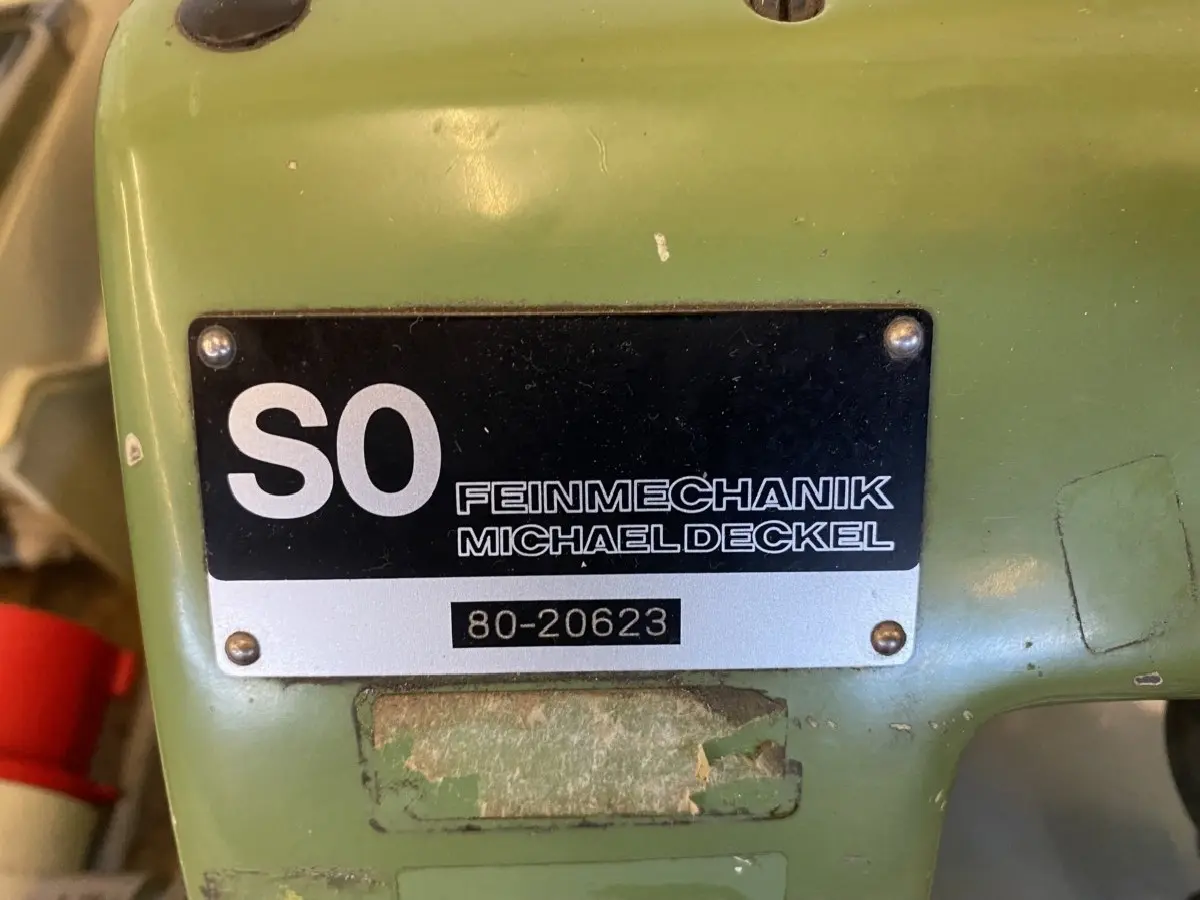 SO
FEINMECHANIK
MICHAEL DECKEL
80-20623